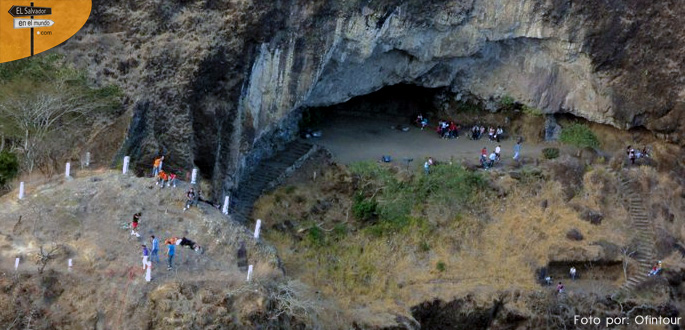 EL Salvador
en el mundo
.com
Foto por: Ofintour